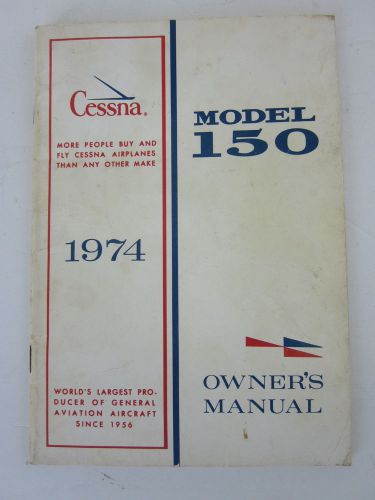 Cessna.
MORE PEOPLE BUY AND
FLY CESSNA AIRPLANES
THAN ANY OTHER MAKE
1974
WORLD'S LARGEST PRO-
DUCER OF GENERAL
AVIATION AIRCRAFT
SINCE 1956
MODEL
150
OWNER'S
MANUAL